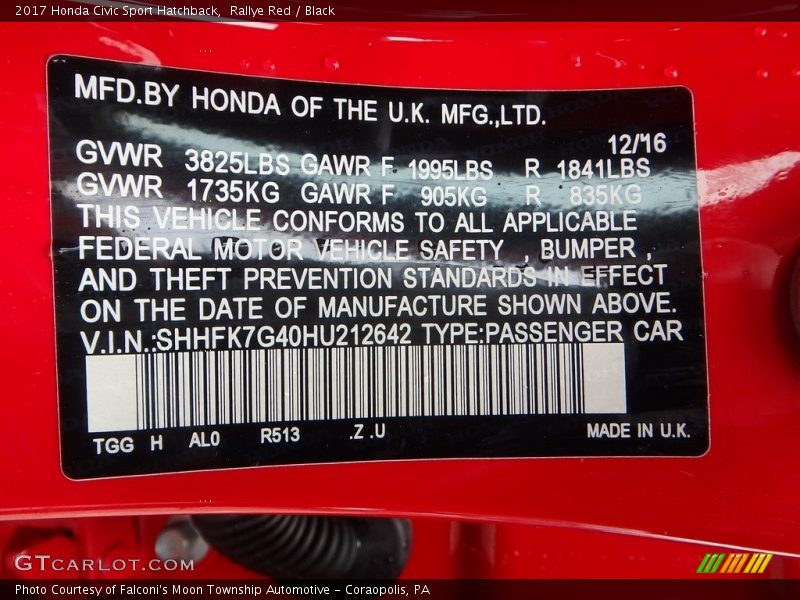 2017 Honda Civic Sport Hatchback,  Rallye Red / Black
MFD.BY HONDA OF THE U.K. MFG.,LTD.
12/'16
GVWR 3825LBS GAWR F 1995LBS R 1841LBS
GVWR 1735KG GAWR F 905KG R 835KG
THIS VEHICLE CONFORMS TO ALL APPLICABLE
FEDERAL MOTOR VEHICLE SAFETY , BUMPER ,
AND THEFT PREVENTION STANDARDS IN EFFECT
ON THE DATE OF MANUFACTURE SHOWN ABOVE.
V.I.N.:SHHFK7G40HU212642 TYPE:PASSENGER CAR
TGG H AL0 R513 .Z .U MADE IN U.K.
GTCARLOT.COM
Photo Courtesy of Falconi's Moon Township Automotive - Coraopolis, PA